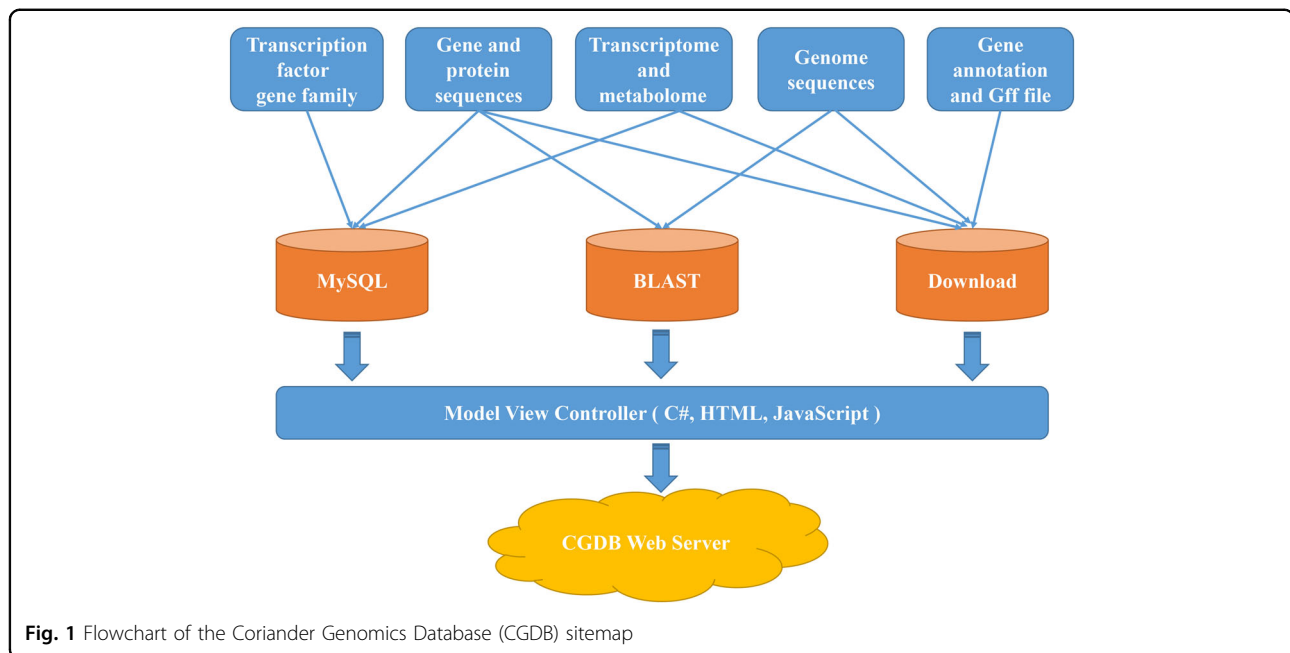 Transcription
factor
gene family
Gene and
protein
sequences
Transcriptome
and
metabolome
Genome
sequences
Gene
annotation
and Gff file
MySQL
BLAST
Download
Model View Controller ( C#, HTML, JavaScript )
CGDB Web Server
Fig. 1 Flowchart of the Coriander Genomics Database (CGDB) sitemap